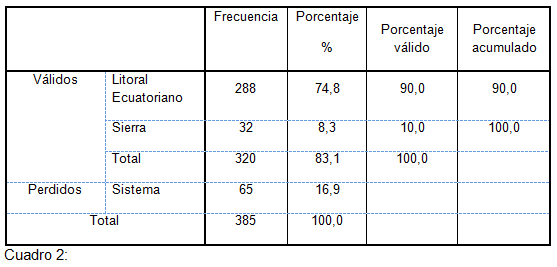 Frecuencia Porcentaje % Porcentaje válido Porcentaje acumulado
Válidos Litoral Ecuatoriano 288 74,8 90,0 90,0
Sierra 32 8,3 10,0 100,0
Total 320 83,1 100,0
Perdidos Sistema 65 16,9
Total 385 100,0
Cuadro 2: